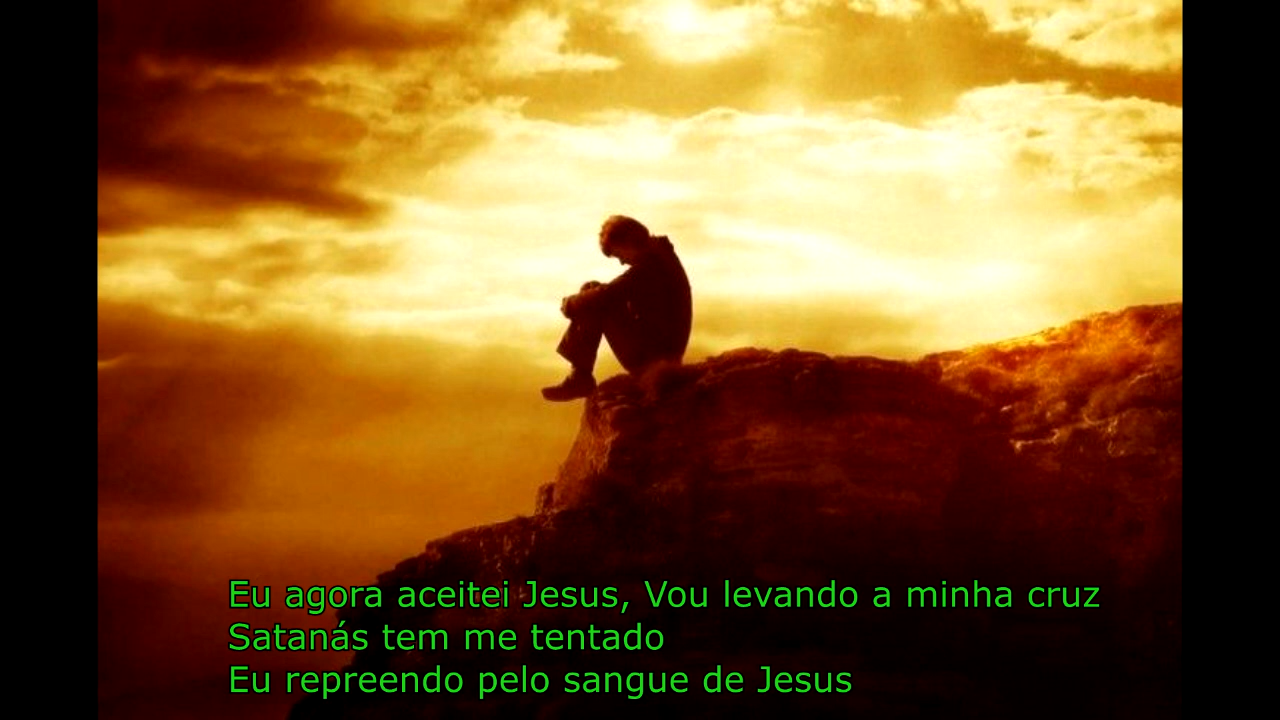 Eu agora aceitei Jesus, Vou levando a minha cruz
Satanás tem me tentado
Eu repreendo pelo sangue de Jesus